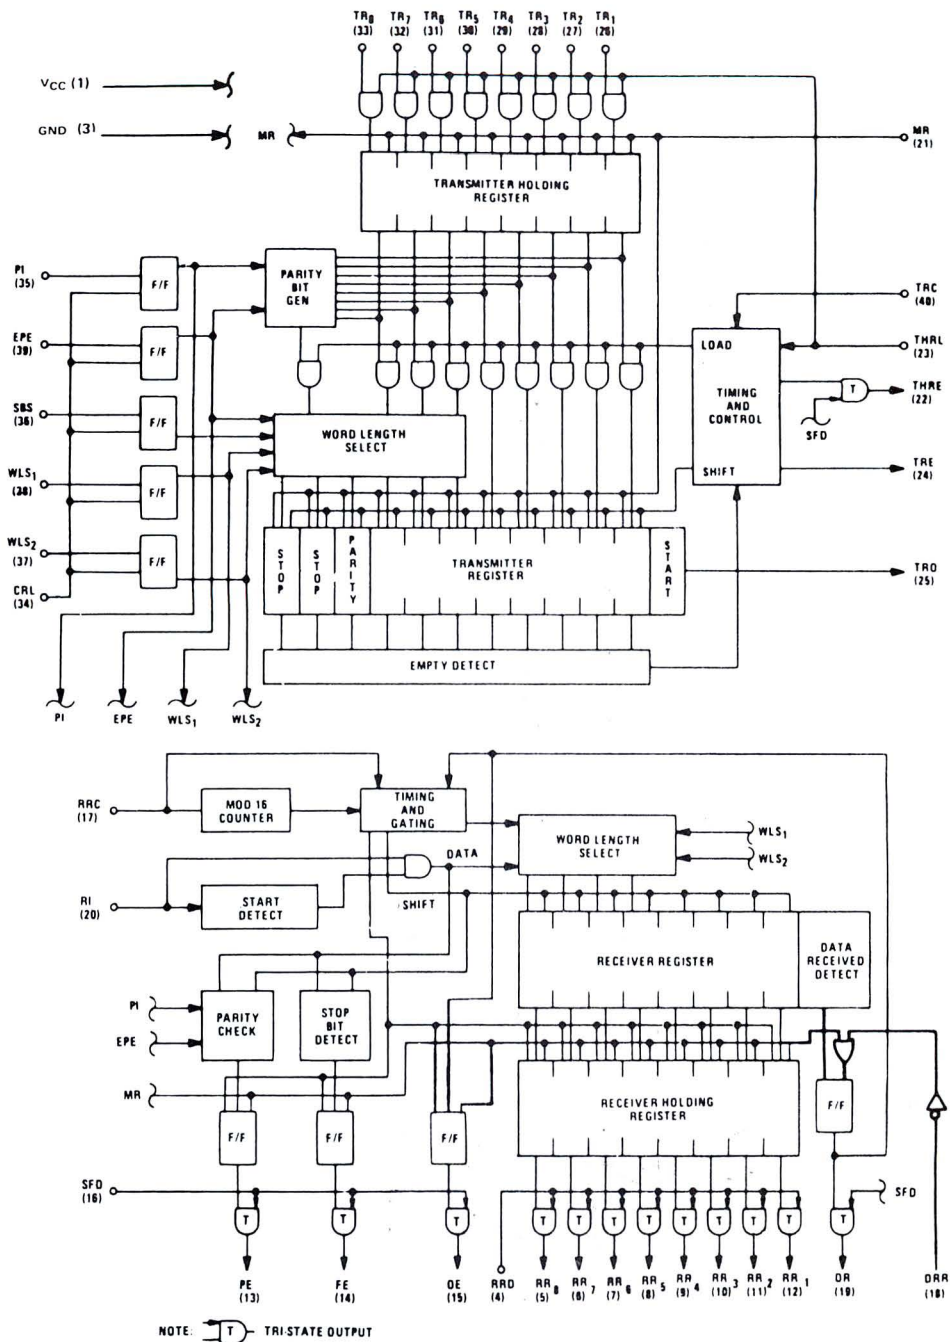 TR8 TR7 TR6 TR5 TR4 TR3 TR2 TR1
(33) (32) (31) (30) (29) (28) (27) (26)
VCC (1)
GND (3)
MR
MR
(21)
TRANSMITTER HOLDING
REGISTER
PI
(35)
F/F
PARITY
BIT
GEN
TRC
(40)
EPE
(39)
F/F
LOAD
THRL
(23)
TIMING
AND
CONTROL
T
THRE
(22)
SBS
(36)
F/F
SFD
WORD LENGTH
SELECT
WLS1
(38)
F/F
SHIFT
TRE
(24)
WLS2
(37)
F/F
CRL
(34)
STOP
STOP
PARITY
TRANSMITTER
REGISTER
START
TRO
(25)
EMPTY DETECT
PI EPE WLS1 WLS2
RRC
(17)
MOD 16
COUNTER
TIMING
AND
GATING
WORD LENGTH
SELECT
WLS1
WLS2
DATA
RI
(20)
START
DETECT
SHIFT
RECEIVER REGISTER
DATA
RECEIVED
DETECT
PI
EPE
PARITY
CHECK
STOP
BIT
DETECT
MR
RECEIVER HOLDING
REGISTER
F/F F/F F/F F/F
SFD
(16)
SFD
T T T T T T T T T T T T
PE FE OE RRD RR8 RR7 RR6 RR5 RR4 RR3 RR2 RR1 DR DRR
(13) (14) (15) (4) (5) (6) (7) (8) (9) (10) (11) (12) (19) (18)
NOTE: T TRI-STATE OUTPUT